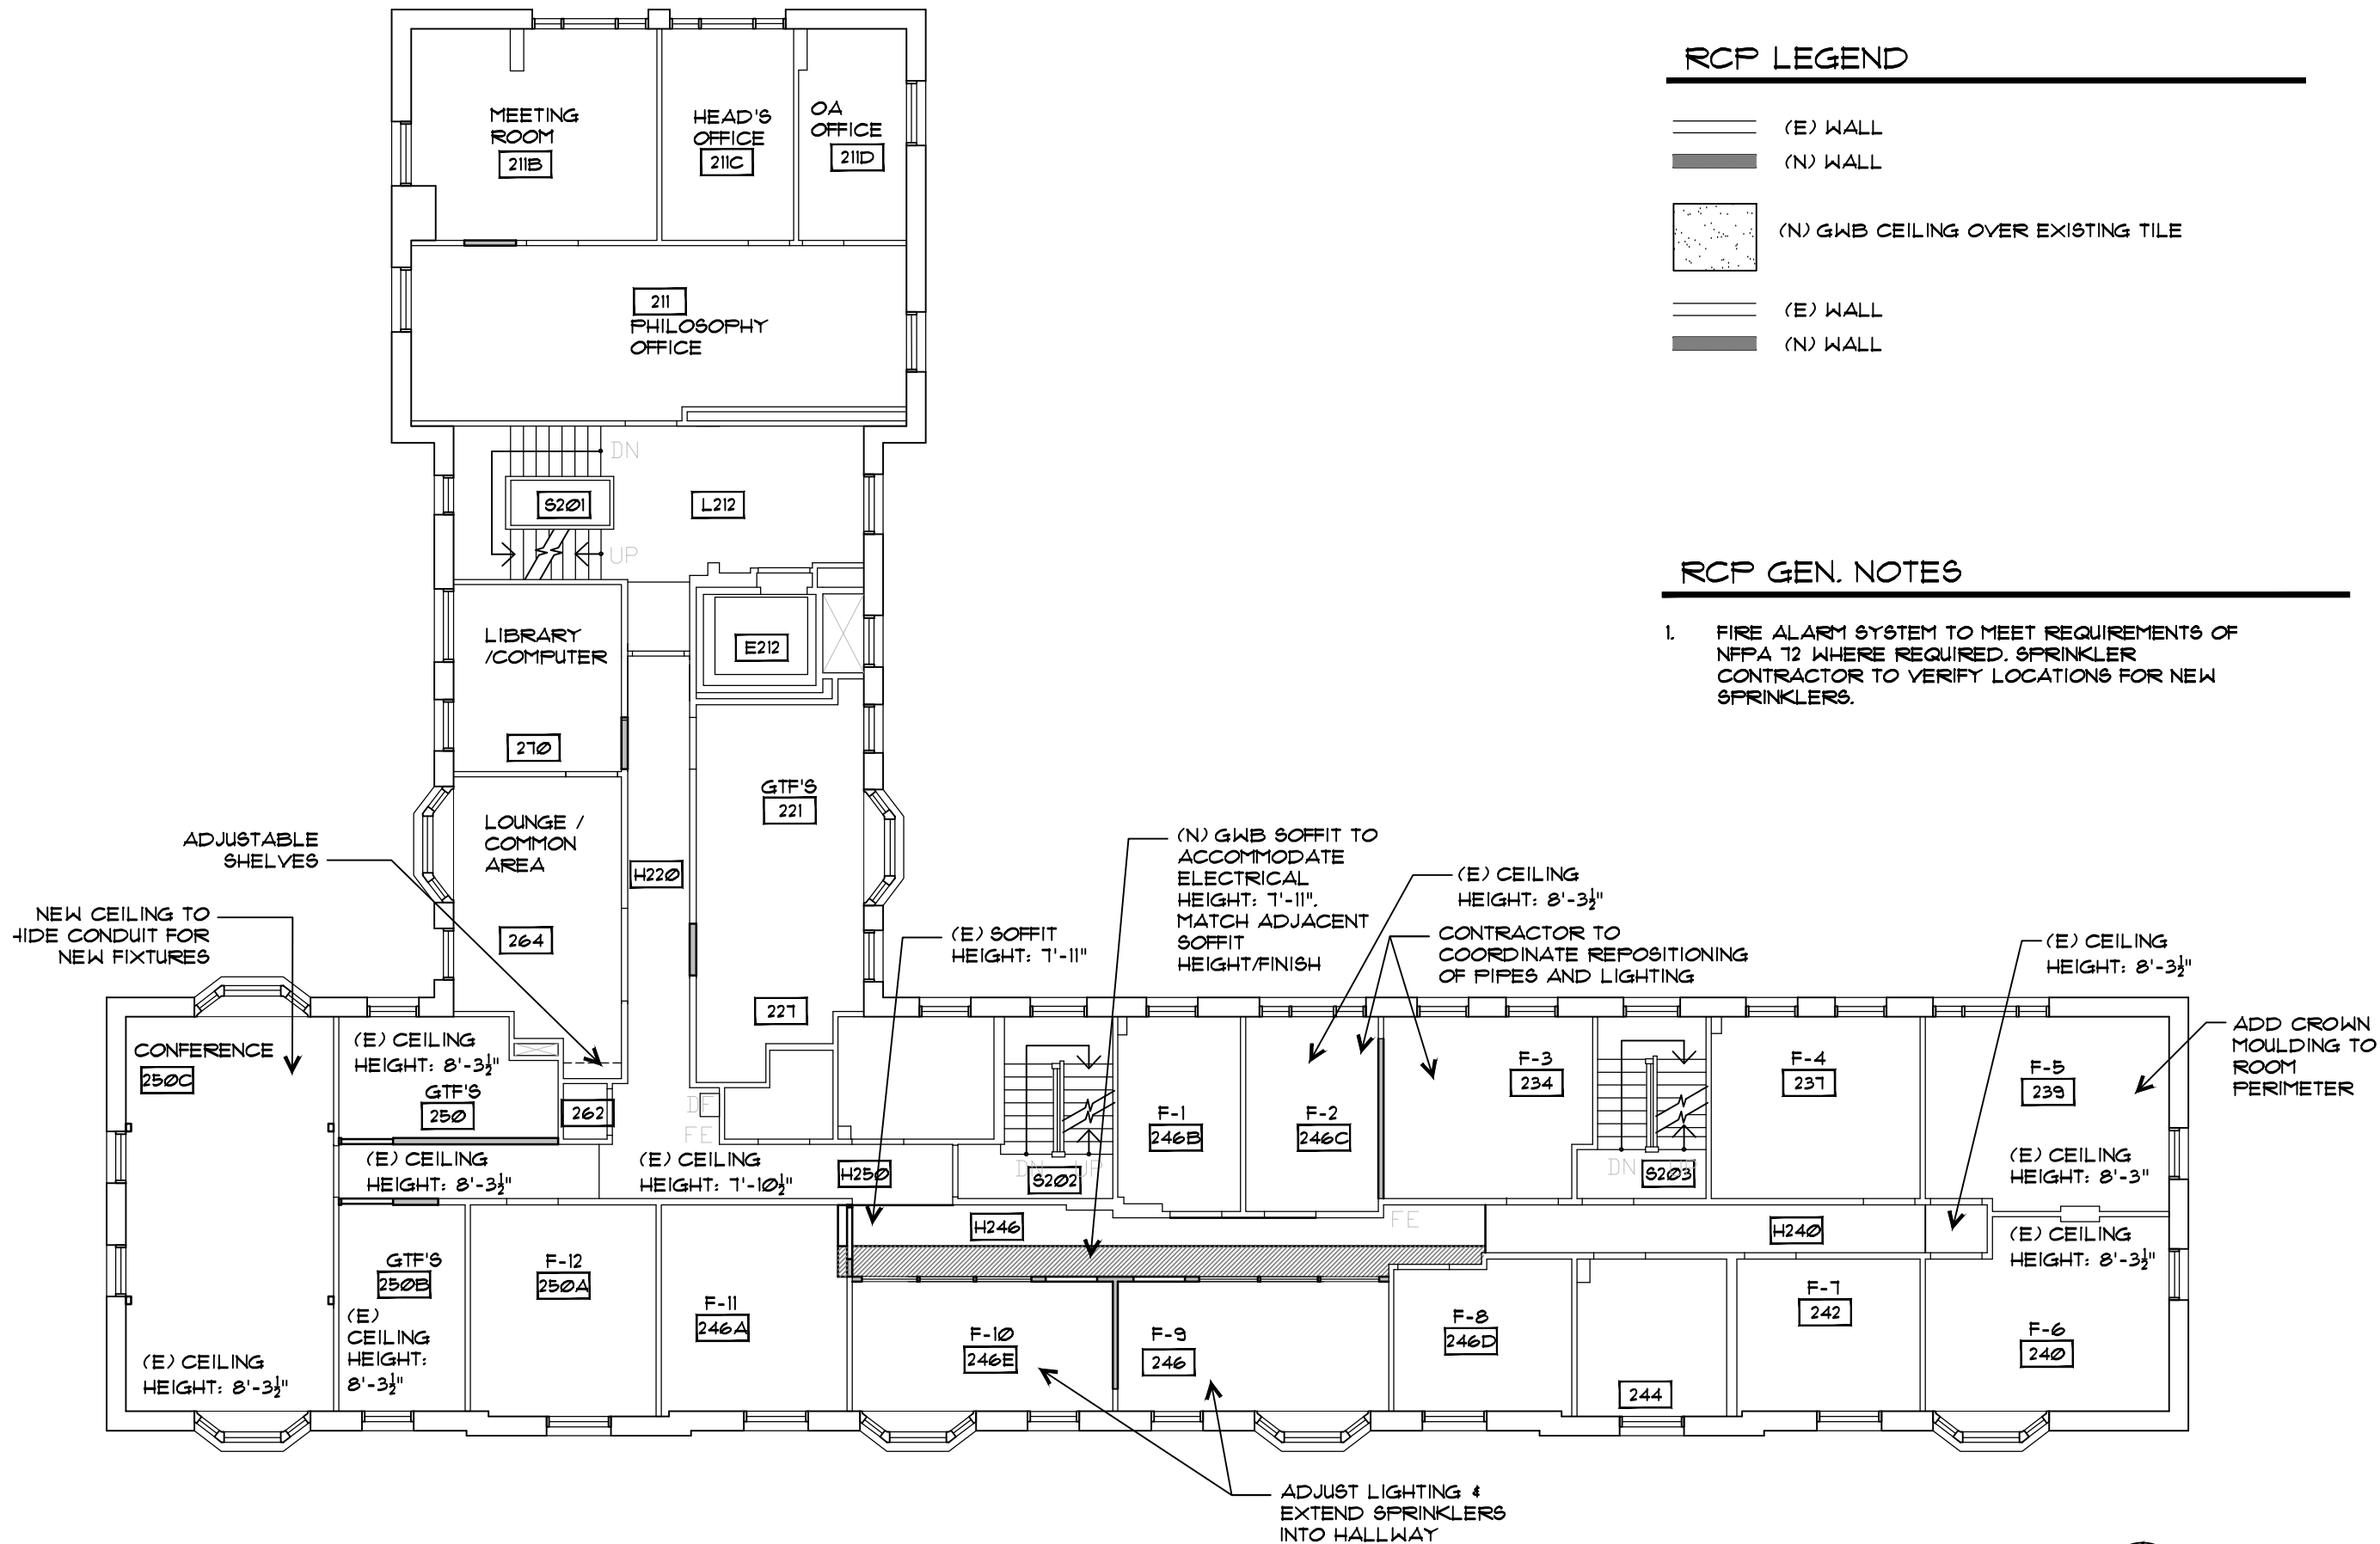 RCP LEGEND
(E) WALL
(N) WALL
(N) GWB CEILING OVER EXISTING TILE
(E) WALL
(N) WALL
RCP GEN. NOTES
1. FIRE ALARM SYSTEM TO MEET REQUIREMENTS OF
NFPA 72 WHERE REQUIRED. SPRINKLER
CONTRACTOR TO VERIFY LOCATIONS FOR NEW
SPRINKLERS.
MEETING
ROOM
211B
HEAD'S
OFFICE
211C
OA
OFFICE
211D
211
PHILOSOPHY
OFFICE
DN
S201
L212
UP
LIBRARY
/COMPUTER
E212
270
GTF'S
221
LOUNGE /
COMMON
AREA
H220
264
227
ADJUSTABLE
SHELVES
NEW CEILING TO
HIDE CONDUIT FOR
NEW FIXTURES
(E) SOFFIT
HEIGHT: 7'-11"
(N) GWB SOFFIT TO
ACCOMMODATE
ELECTRICAL
HEIGHT: 7'-11".
MATCH ADJACENT
SOFFIT
HEIGHT/FINISH
(E) CEILING
HEIGHT: 8'-3½"
CONTRACTOR TO
COORDINATE REPOSITIONING
OF PIPES AND LIGHTING
(E) CEILING
HEIGHT: 8'-3½"
ADD CROWN
MOULDING TO
ROOM
PERIMETER
CONFERENCE
250C
(E) CEILING
HEIGHT: 8'-3½"
GTF'S
250
262
DF
FE
(E) CEILING
HEIGHT: 8'-3½"
(E) CEILING
HEIGHT: 7'-10½"
H250
DN
UP
S202
F-1
246B
F-2
246C
F-3
234
DN
S203
F-4
237
F-5
239
(E) CEILING
HEIGHT: 8'-3"
H246
FE
H240
(E) CEILING
HEIGHT: 8'-3½"
GTF'S
250B
(E)
CEILING
HEIGHT:
8'-3½"
F-12
250A
F-11
246A
F-10
246E
F-9
246
F-8
246D
244
F-7
242
F-6
240
(E) CEILING
HEIGHT: 8'-3½"
ADJUST LIGHTING &
EXTEND SPRINKLERS
INTO HALLWAY